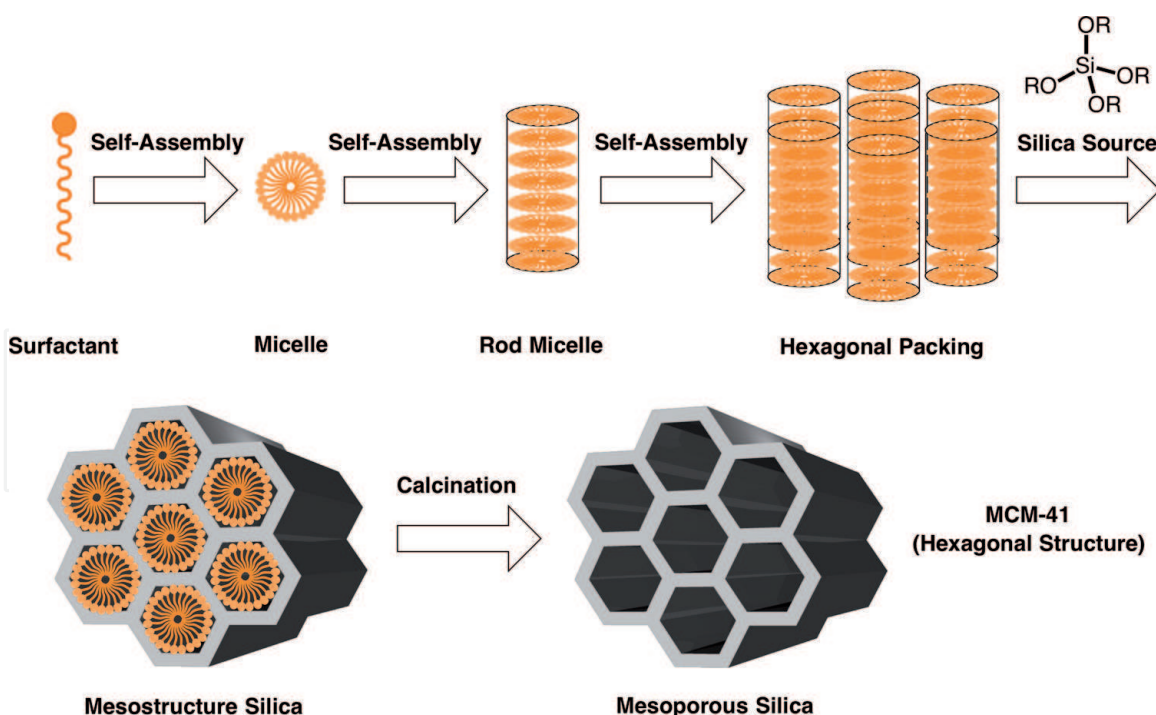 OR
Si
RO
OR
OR
Self-Assembly
Self-Assembly
Self-Assembly
Silica Source
Surfactant
Micelle
Rod Micelle
Hexagonal Packing
Calcination
MCM-41
(Hexagonal Structure)
Mesostructure Silica
Mesoporous Silica